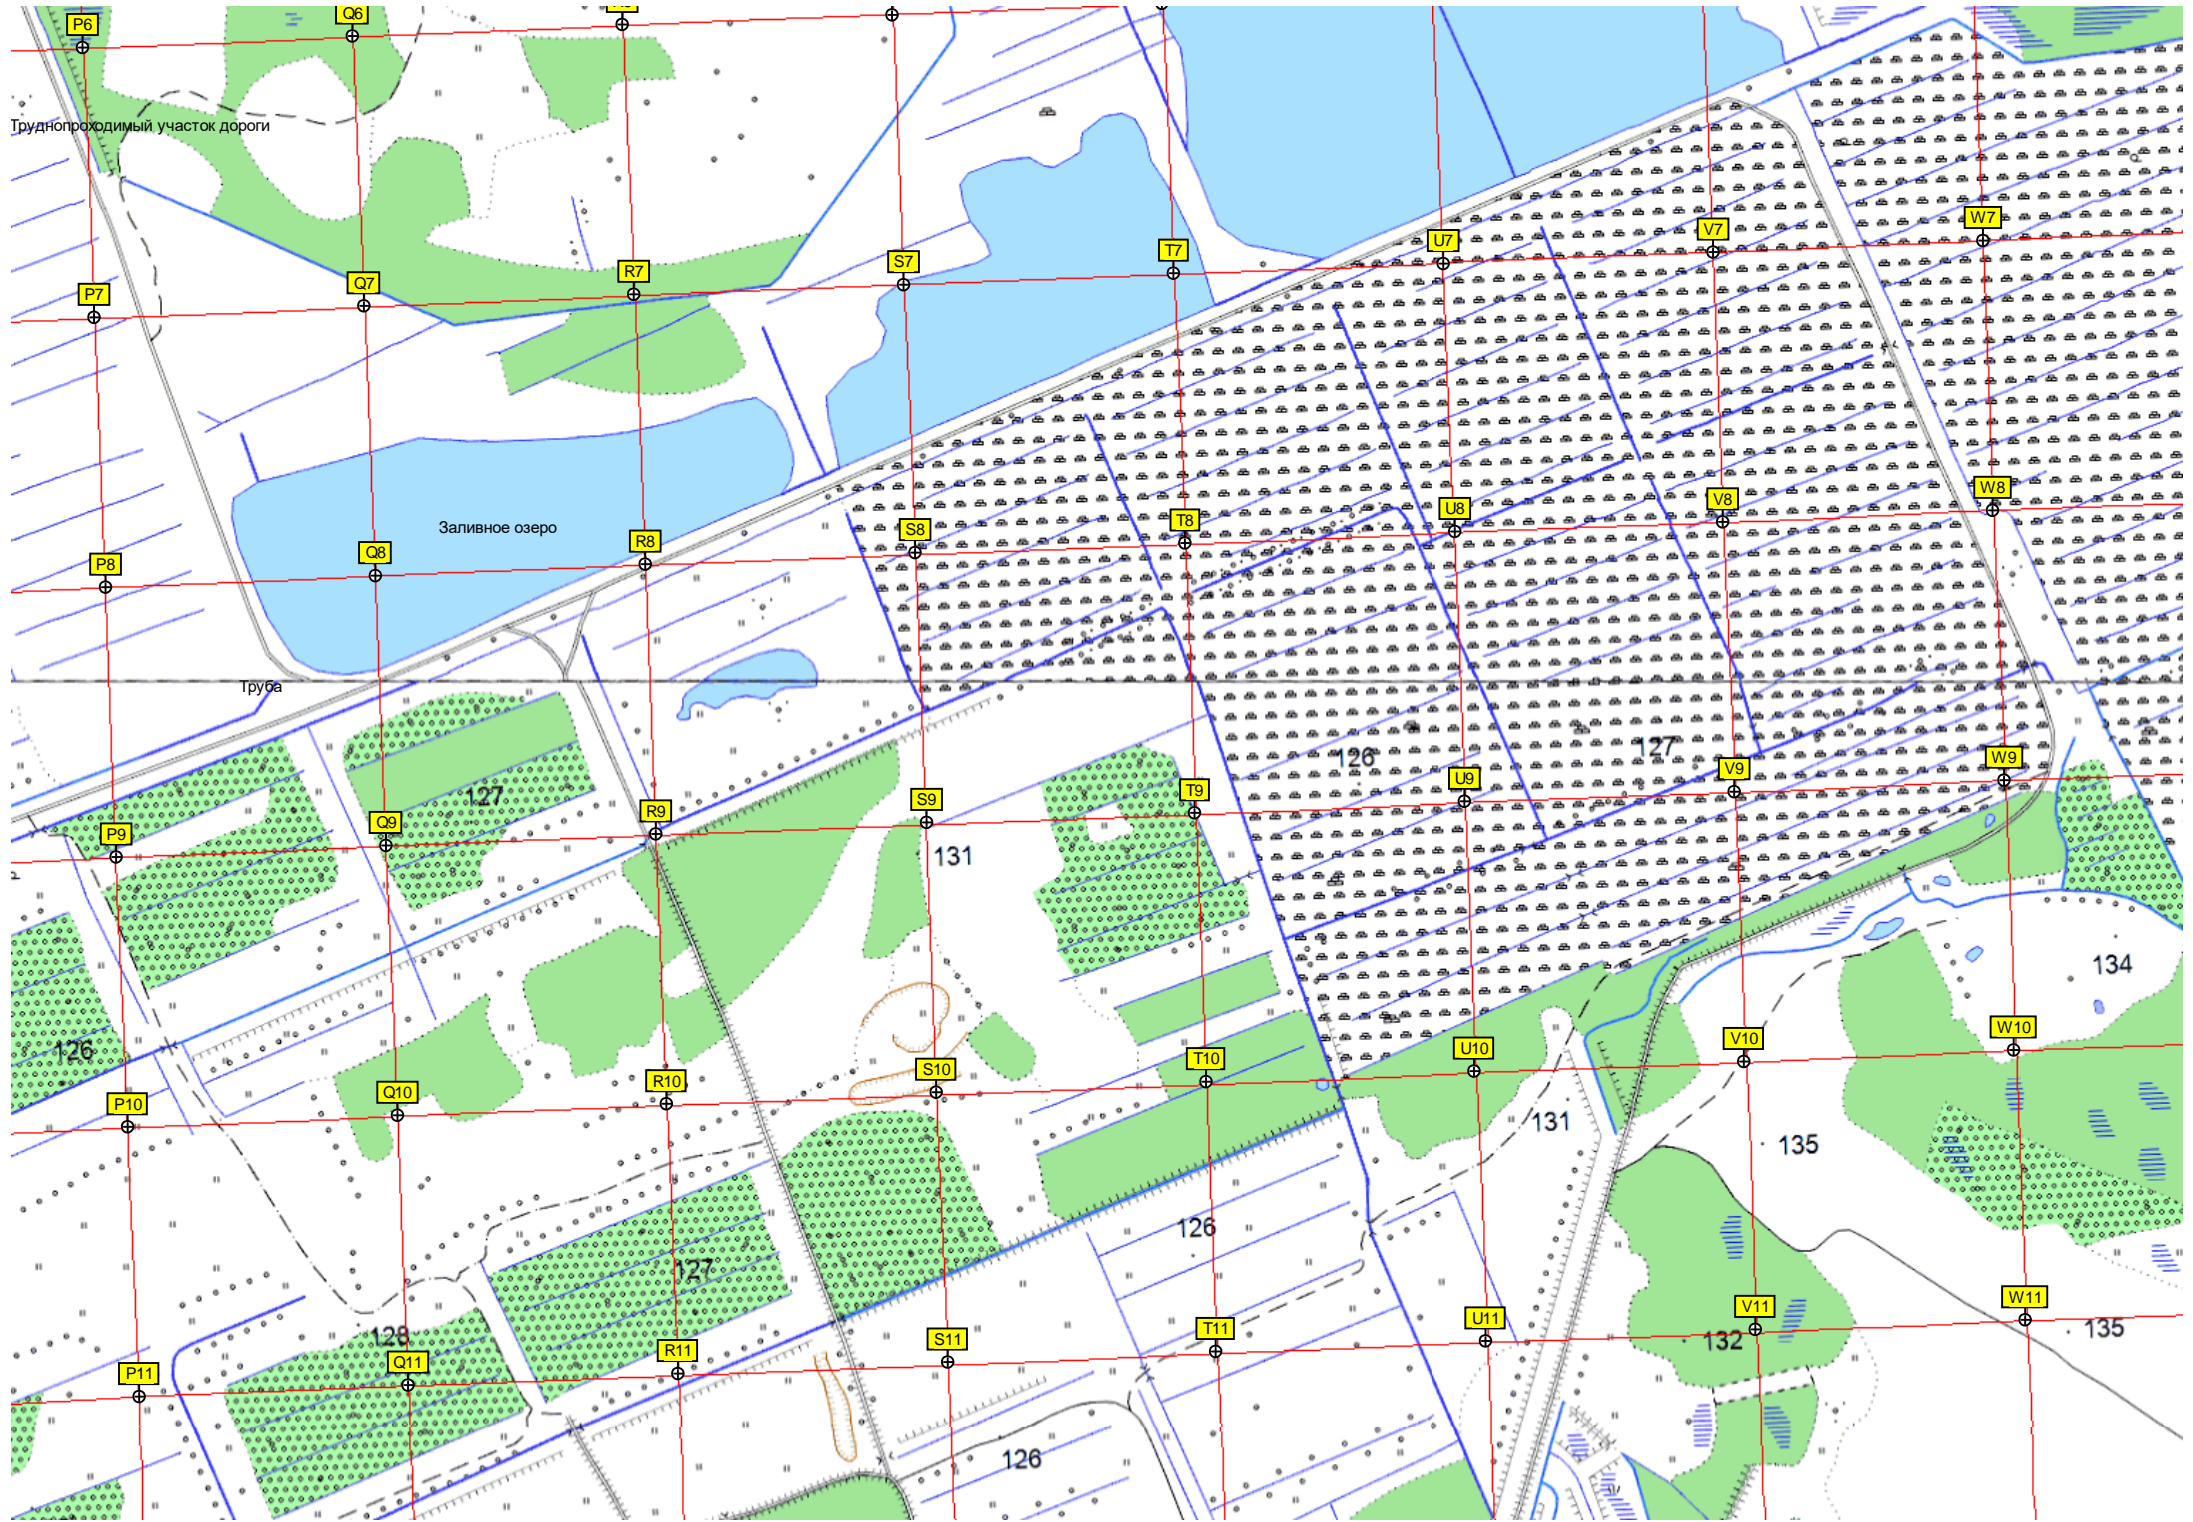 P6
Q6
Труднопроходимый участок дороги
P7
Q7
R7
S7
T7
U7
V7
W7
Заливное озеро
P8
Q8
R8
S8
T8
U8
V8
W8
Труба
127
126
127
P9
Q9
R9
S9
T9
U9
V9
W9
131
134
126
P10
Q10
R10
S10
T10
U10
V10
W10
131
135
126
127
128
132
135
P11
Q11
R11
S11
T11
U11
V11
W11
126